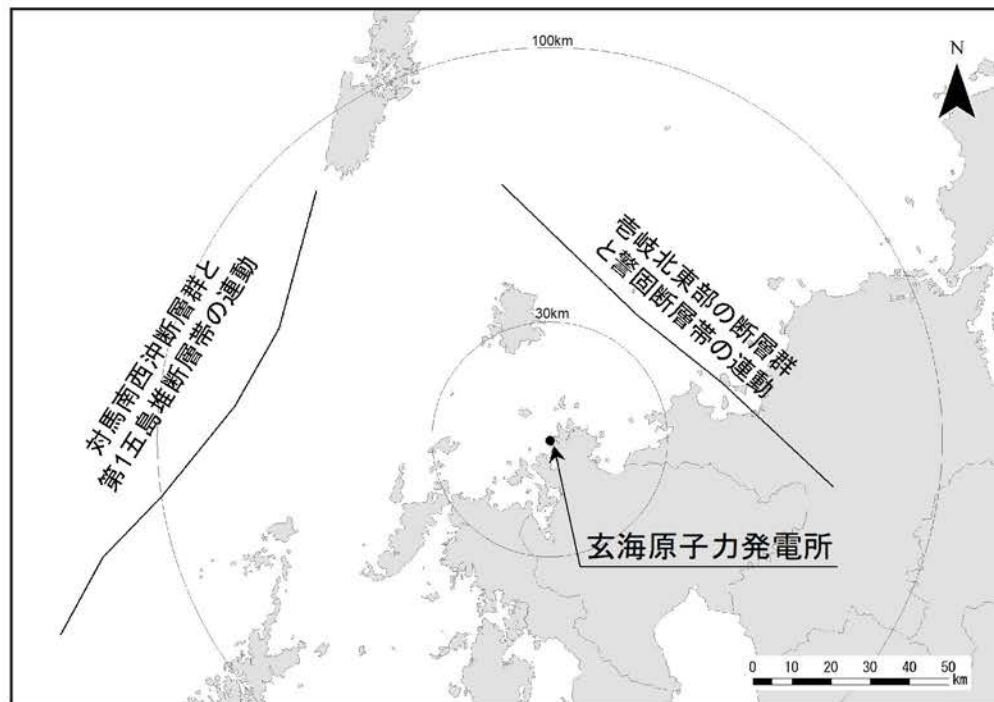 100km
N
壱岐北東部の断層群
と警固断層帯の連動
対馬南西沖断層群と
第1五島堆断層帯の連動
30km
玄海原子力発電所
0 10 20 30 40 50
km